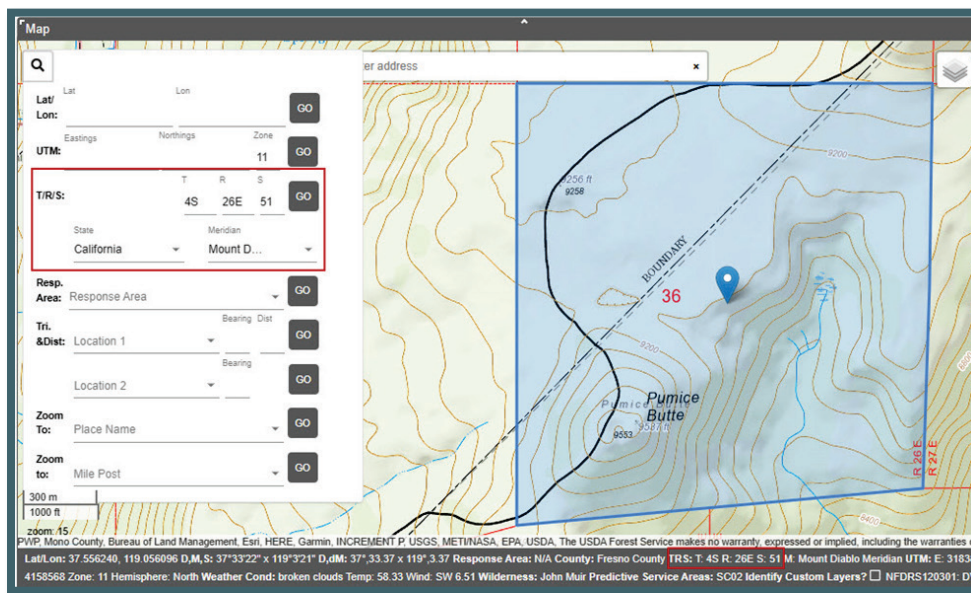 Map
ter address
×
Lat
Lon
Lat/
Lon:
GO
Eastings
Northings
Zone
UTM:
11
GO
T
R
S
T/R/S:
4S
26E
51
GO
State
Meridian
California
Mount D...
Resp.
Area:
Response Area
GO
Bearing
Dist
Tri.
&Dist:
Location 1
GO
Bearing
Location 2
GO
Zoom
To:
Place Name
GO
Zoom
to:
Mile Post
GO
300 m
1000 ft
zoom: 15
9256 ft
9258
9200
BOUNDARY
36
9200
Pumice
Butte
Pumice Butte
9587 ft
9553
R 26 E
R 27 E
8400
PWP, Mono County, Bureau of Land Management, Esri, HERE, Garmin, INCREMENT P, USGS, METI/NASA, EPA, USDA, The USDA Forest Service makes no warranty, expressed or implied, including the warranties
Lat/Lon: 37.556240, 119.056096 D,M,S: 37°33'22" x 119°3'21" D,dM: 37°,33.37 x 119°,3.37 Response Area: N/A County: Fresno County TRS: T: 4S R: 26E S: 51 M: Mount Diablo Meridian UTM: E: 3183
4158568 Zone: 11 Hemisphere: North Weather Cond: broken clouds Temp: 58.33 Wind: SW 6.51 Wilderness: John Muir Predictive Service Areas: SC02 Identify Custom Layers? NFDRS120301: D